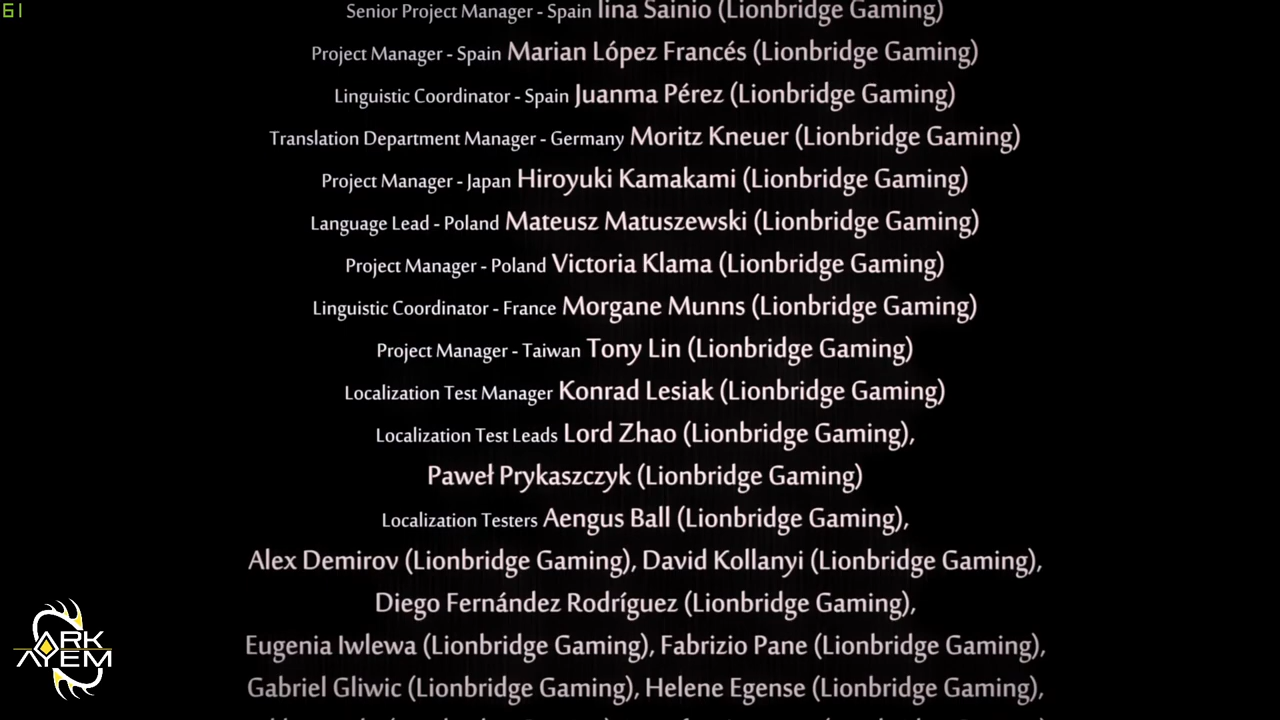 61
Senior Project Manager - Spain Iina Sainio (Lionbridge Gaming)
Project Manager - Spain Marian López Francés (Lionbridge Gaming)
Linguistic Coordinator - Spain Juanma Pérez (Lionbridge Gaming)
Translation Department Manager - Germany Moritz Kneuer (Lionbridge Gaming)
Project Manager - Japan Hiroyuki Kamakami (Lionbridge Gaming)
Language Lead - Poland Mateusz Matuszewski (Lionbridge Gaming)
Project Manager - Poland Victoria Klama (Lionbridge Gaming)
Linguistic Coordinator - France Morgane Munns (Lionbridge Gaming)
Project Manager - Taiwan Tony Lin (Lionbridge Gaming)
Localization Test Manager Konrad Lesiak (Lionbridge Gaming)
Localization Test Leads Lord Zhao (Lionbridge Gaming),
Paweł Prykaszczyk (Lionbridge Gaming)
Localization Testers Aengus Ball (Lionbridge Gaming),
Alex Demirov (Lionbridge Gaming), David Kollanyi (Lionbridge Gaming),
Diego Fernández Rodríguez (Lionbridge Gaming),
Eugenia Iwlewa (Lionbridge Gaming), Fabrizio Pane (Lionbridge Gaming),
Gabriel Gliwic (Lionbridge Gaming), Helene Egense (Lionbridge Gaming),
ARK
AYEM